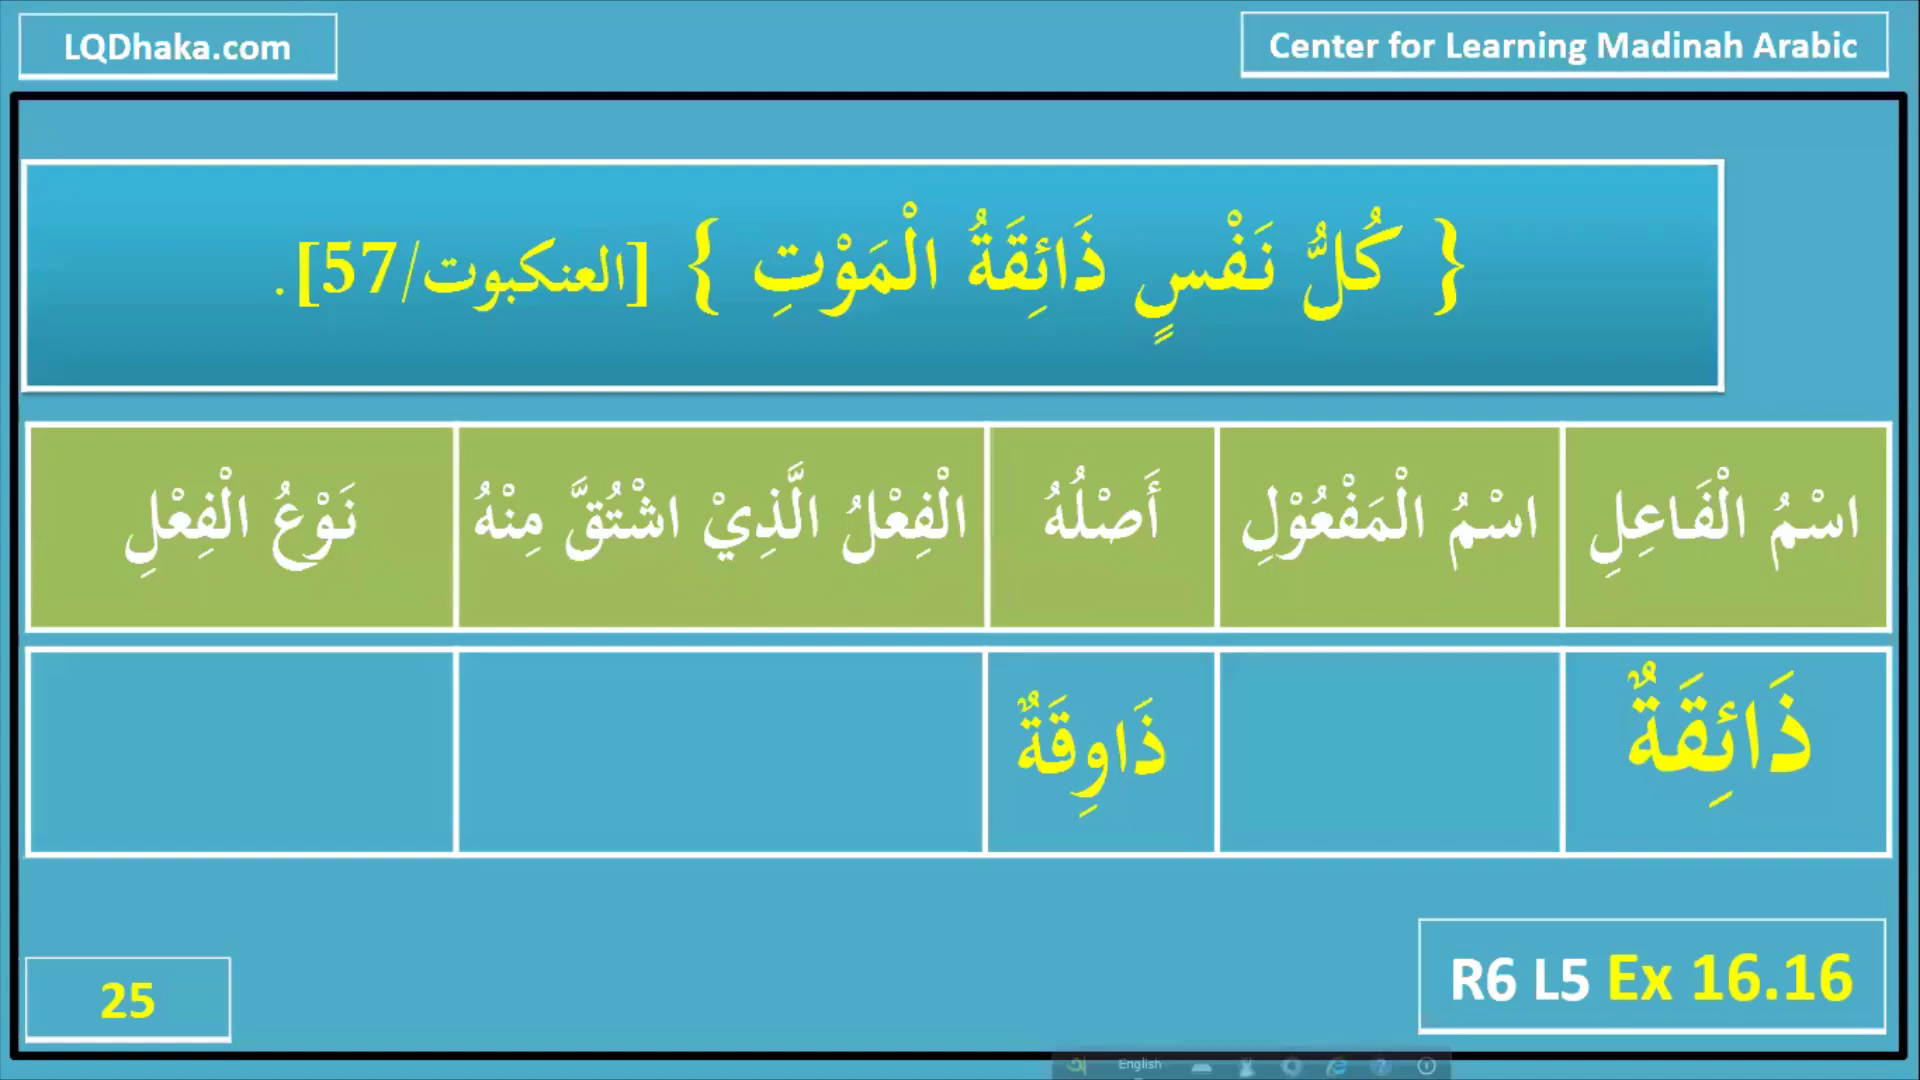 LQDhaka.com
Center for Learning Madinah Arabic
{ كُلُّ نَفْسٍ ذَائِقَةُ الْمَوْتِ } [العنكبوت/57].
اسْمُ الْفَاعِلِ
اسْمُ الْمَفْعُوْلِ
أَصْلُهُ
الْفِعْلُ الَّذِيْ اشْتُقَّ مِنْهُ
نَوْعُ الْفِعْلِ
ذَائِقَةٌ
ذَاوِقَةٌ
25
R6 L5 Ex 16.16
English